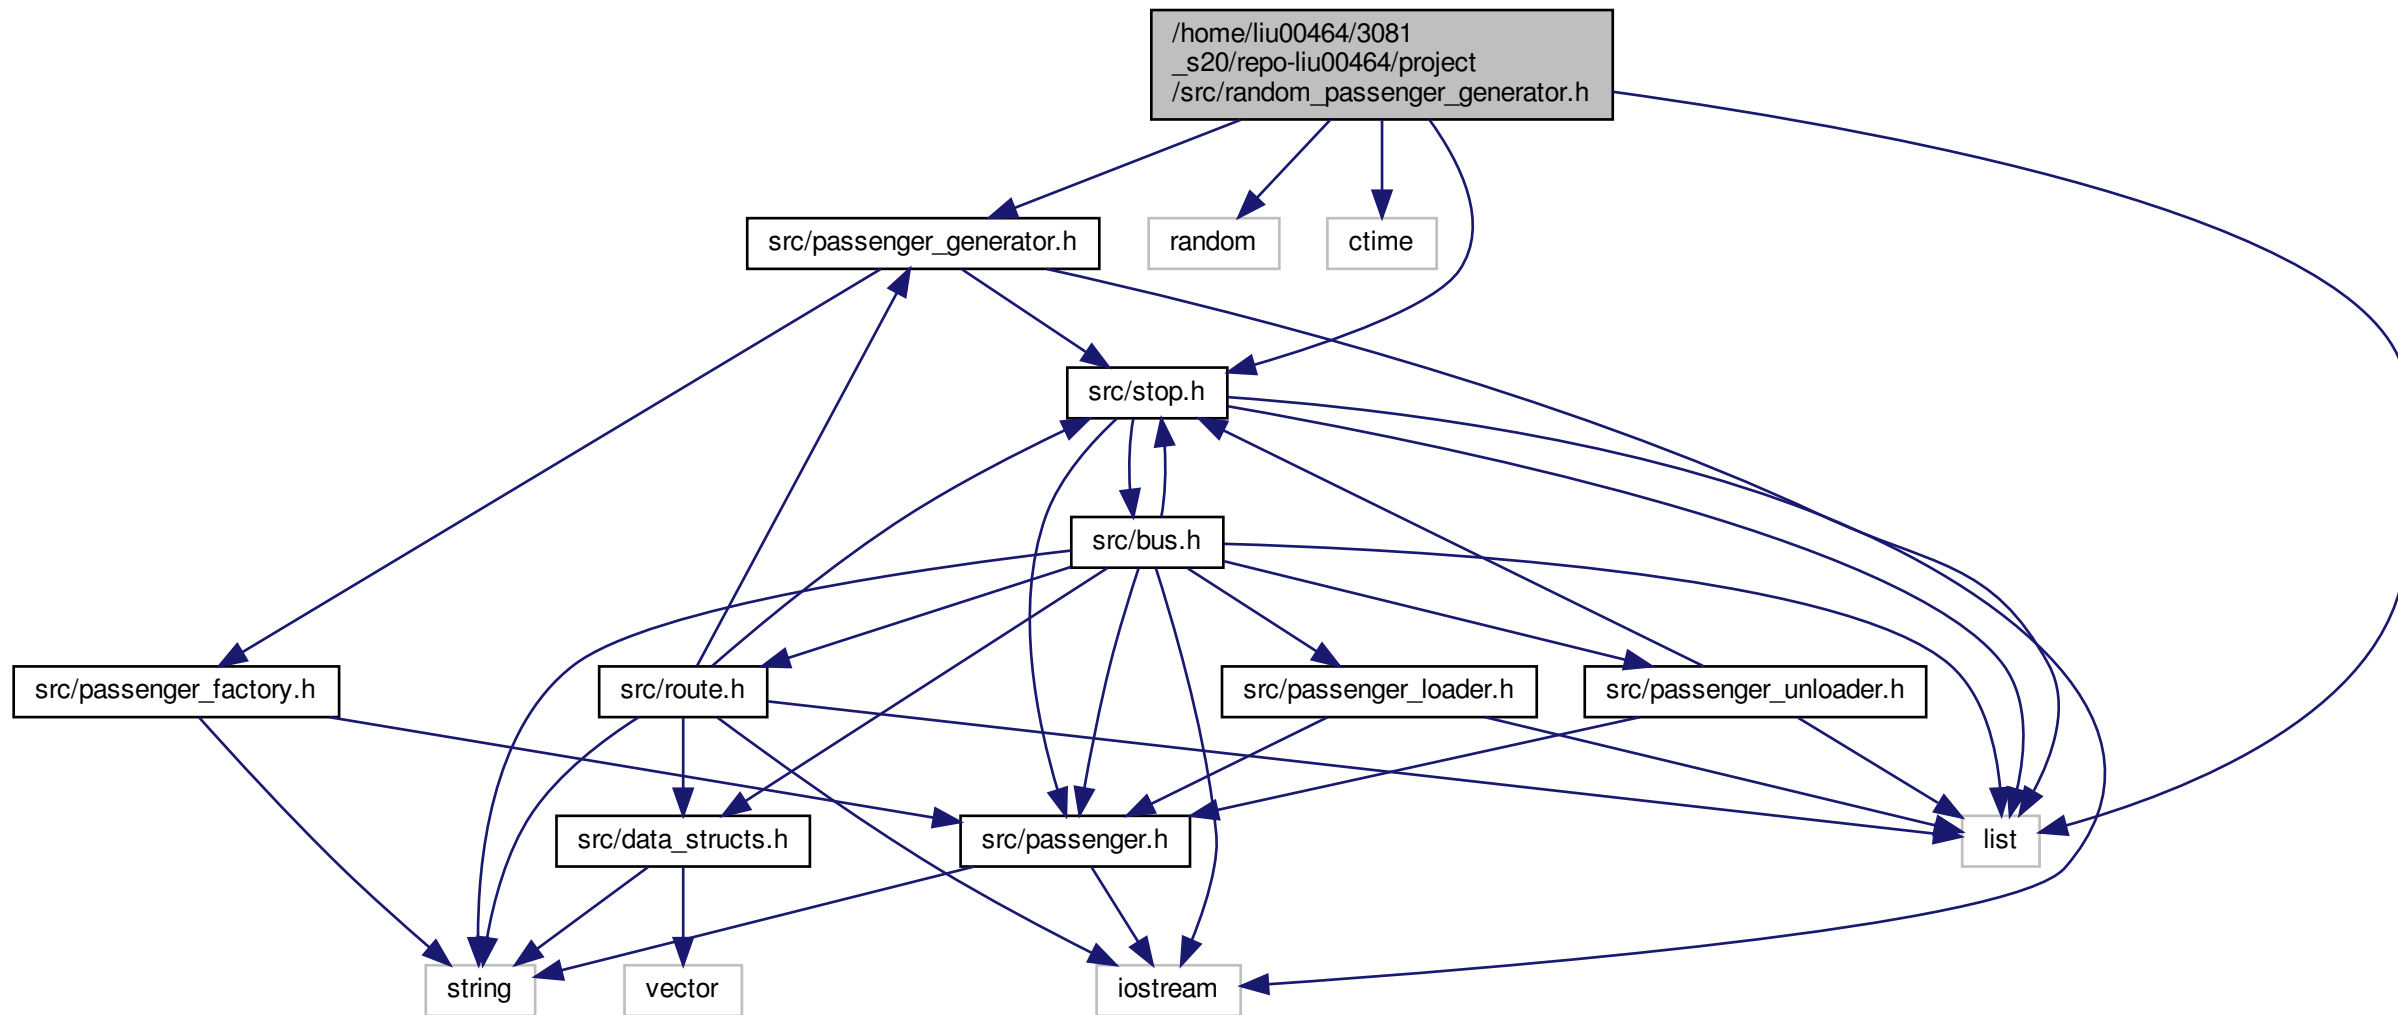 /home/liu00464/3081
_s20/repo-liu00464/project
/src/random_passenger_generator.h
src/passenger_generator.h
random
ctime
src/stop.h
src/bus.h
src/passenger_factory.h
src/route.h
src/passenger_loader.h
src/passenger_unloader.h
src/data_structs.h
src/passenger.h
list
string
vector
iostream